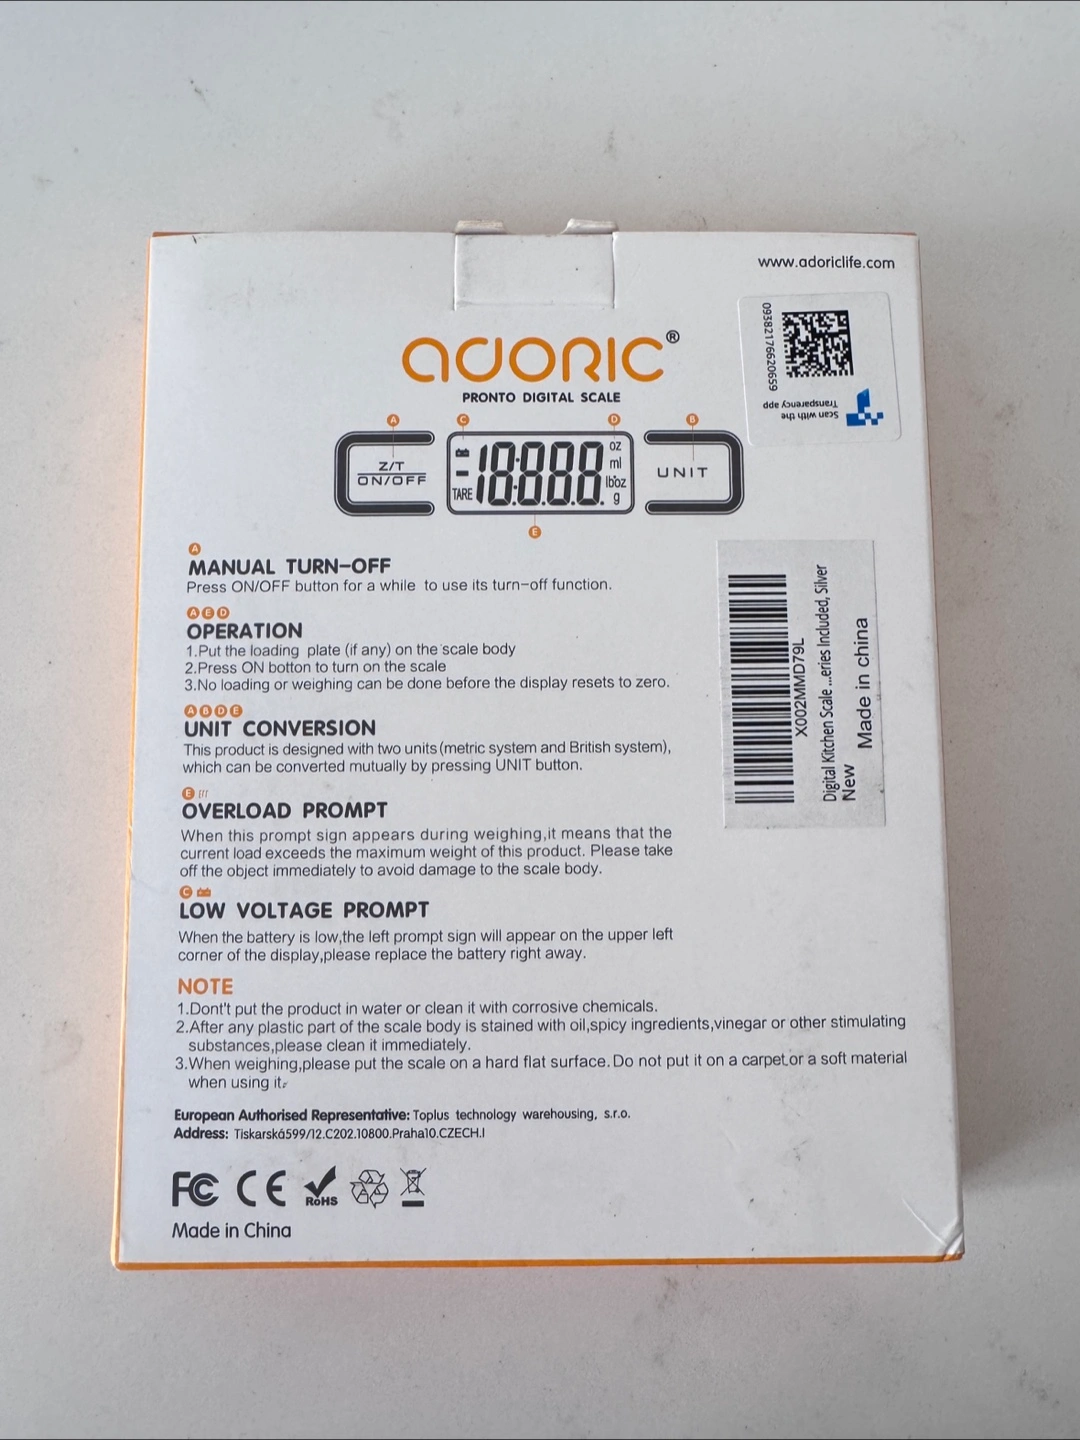 www.adoriclife.com
09382176620659
Scan with the
Transparency app
adoric®
PRONTO DIGITAL SCALE
A
C
D
B
Z/T
ON/OFF
TARE
18:888
oz
ml
lb:oz
g
UNIT
E
A
MANUAL TURN-OFF
Press ON/OFF button for a while to use its turn-off function.
A E D
OPERATION
1.Put the loading plate (if any) on the scale body
2.Press ON botton to turn on the scale
3.No loading or weighing can be done before the display resets to zero.
A B D E
UNIT CONVERSION
This product is designed with two units (metric system and British system),
which can be converted mutually by pressing UNIT button.
E
OVERLOAD PROMPT
When this prompt sign appears during weighing,it means that the
current load exceeds the maximum weight of this product. Please take
off the object immediately to avoid damage to the scale body.
C
LOW VOLTAGE PROMPT
When the battery is low,the left prompt sign will appear on the upper left
corner of the display,please replace the battery right away.
NOTE
1.Dont't put the product in water or clean it with corrosive chemicals.
2.After any plastic part of the scale body is stained with oil,spicy ingredients,vinegar or other stimulating
substances,please clean it immediately.
3.When weighing,please put the scale on a hard flat surface. Do not put it on a carpet,or a soft material
when using it.
European Authorised Representative: Toplus technology warehousing, s.r.o.
Address: Tiskarská599/12.C202.10800.Praha10.CZECH.I
FC CE RoHS
Made in China
X002MMD79L
Digital Kitchen Scale ...eries Included, Silver
New
Made in china